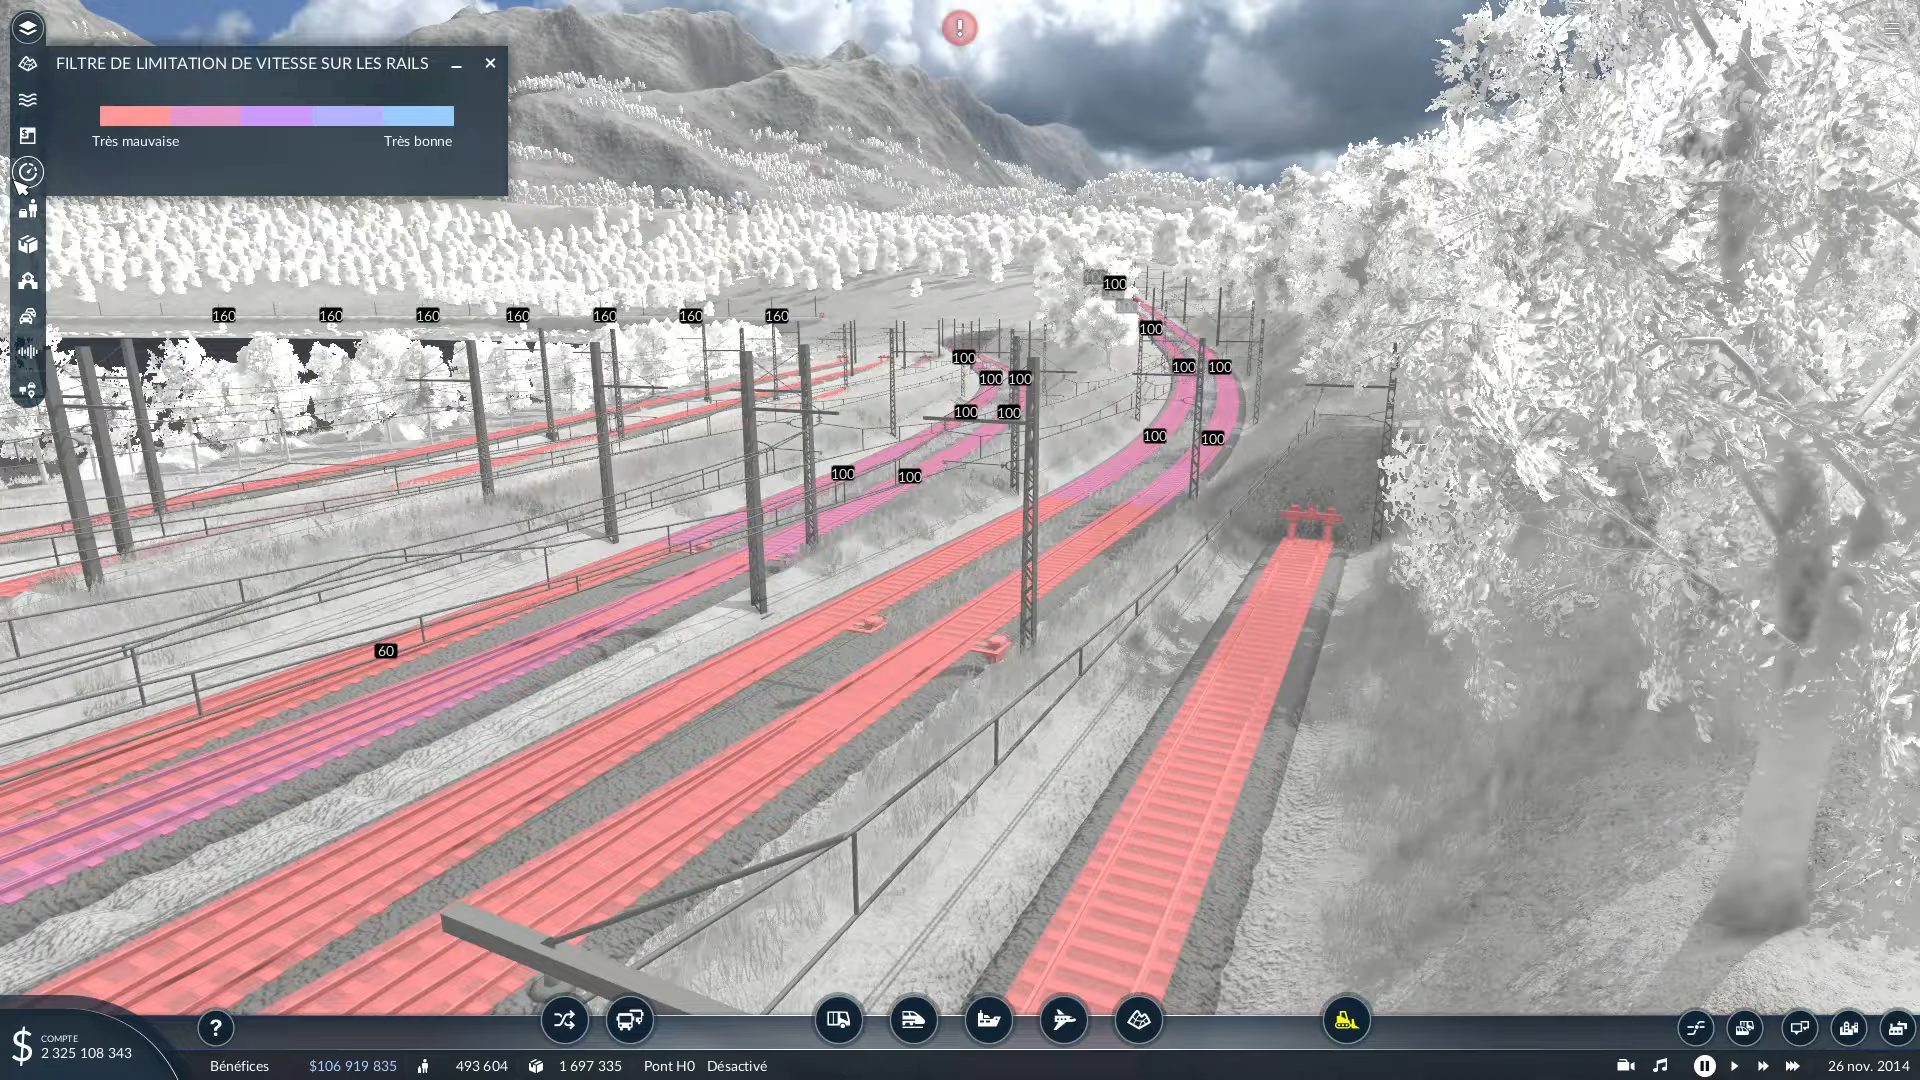 FILTRE DE LIMITATION DE VITESSE SUR LES RAILS
Très mauvaise Très bonne
160 160 160 160 160 160 160
100
100
100
100 100
100 100
100 100
100 100
100 100
60
COMPTE
2 325 108 343
Bénéfices $106 919 835 493 604 1 697 335 Pont H0 Désactivé 26 nov. 2014